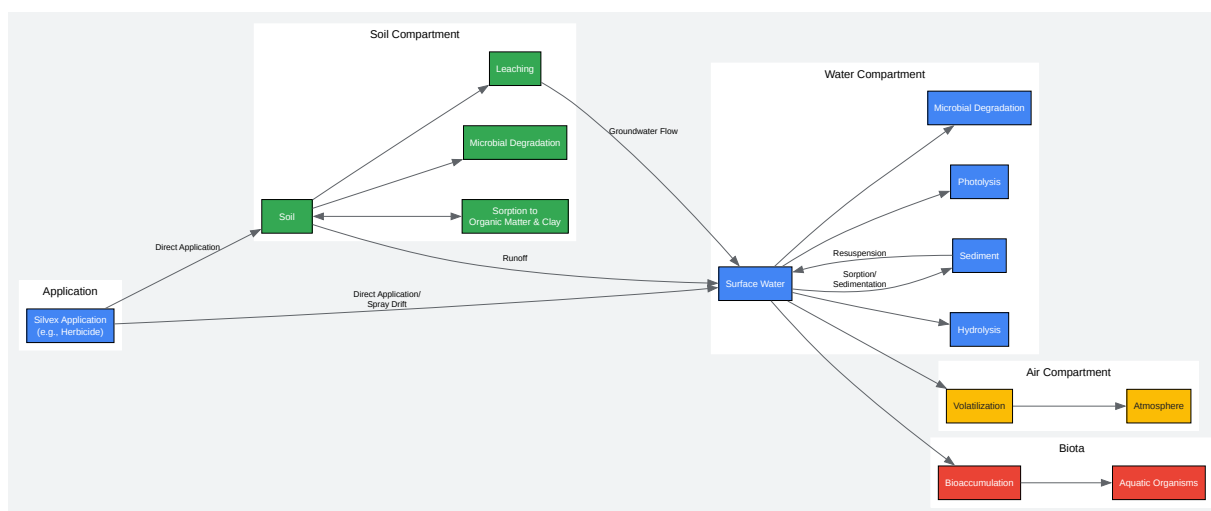 Soil Compartment
Leaching
Water Compartment
Microbial Degradation
Groundwater Flow
Microbial Degradation
Photolysis
Sorption to
Organic Matter & Clay
Soil
Direct Application
Resuspension
Sediment
Runoff
Sorption/
Sedimentation
Surface Water
Application
Direct Application/
Spray Drift
Silvex Application
(e.g., Herbicide)
Hydrolysis
Air Compartment
Volatilization
Atmosphere
Biota
Bioaccumulation
Aquatic Organisms